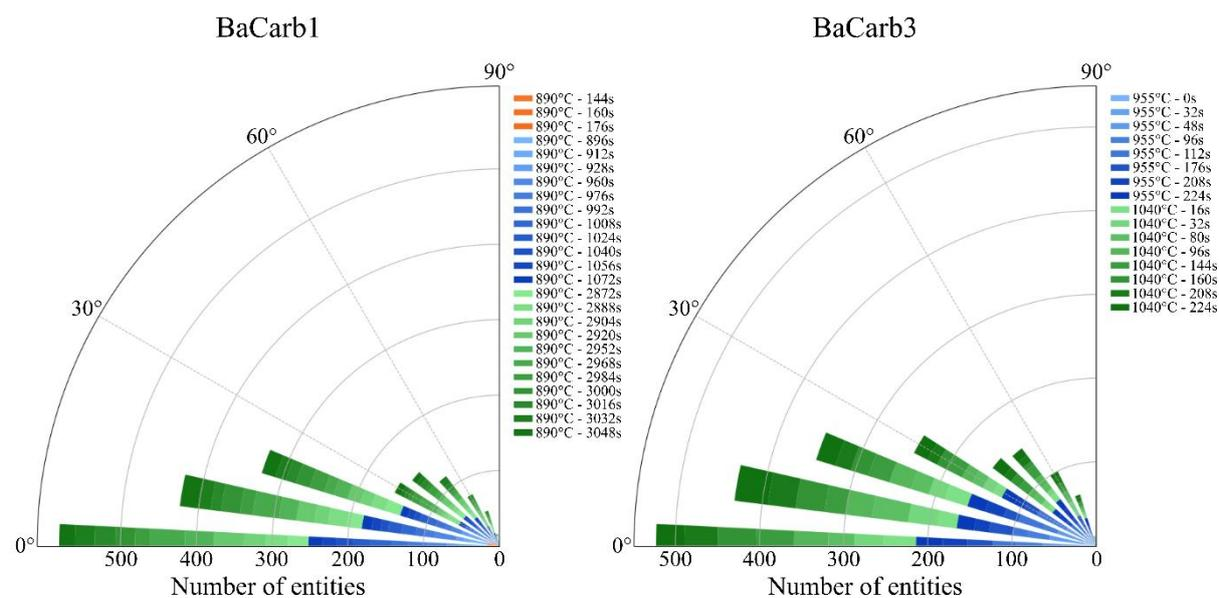 BaCarb1
90°
60°
30°
0°
500 400 300 200 100 0
Number of entities
890°C - 144s
890°C - 160s
890°C - 176s
890°C - 896s
890°C - 912s
890°C - 928s
890°C - 960s
890°C - 976s
890°C - 992s
890°C - 1008s
890°C - 1024s
890°C - 1040s
890°C - 1056s
890°C - 1072s
890°C - 2872s
890°C - 2888s
890°C - 2904s
890°C - 2920s
890°C - 2952s
890°C - 2968s
890°C - 2984s
890°C - 3000s
890°C - 3016s
890°C - 3032s
890°C - 3048s
BaCarb3
90°
60°
30°
0°
500 400 300 200 100 0
Number of entities
955°C - 0s
955°C - 32s
955°C - 48s
955°C - 96s
955°C - 112s
955°C - 176s
955°C - 208s
955°C - 224s
1040°C - 16s
1040°C - 32s
1040°C - 80s
1040°C - 96s
1040°C - 144s
1040°C - 160s
1040°C - 208s
1040°C - 224s